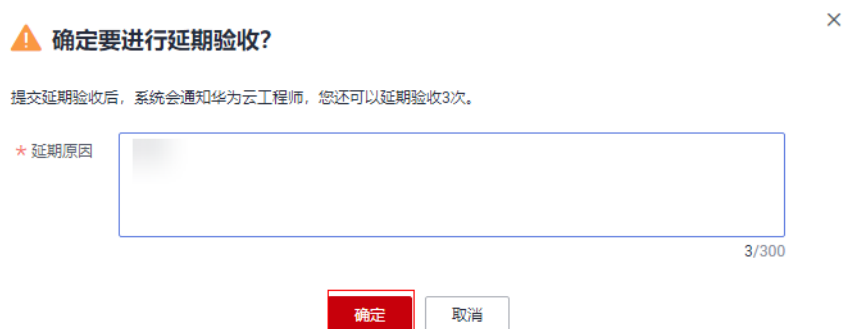 确定要进行延期验收？
提交延期验收后，系统会通知华为云工程师，您还可以延期验收3次。
* 延期原因
3/300
确定
取消